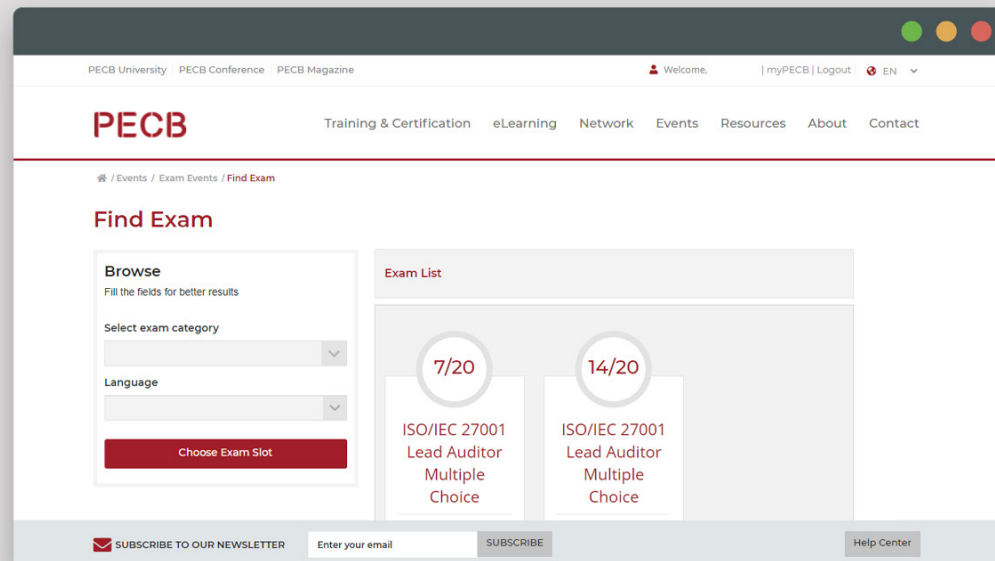 PECB University PECB Conference PECB Magazine
Welcome, | myPECB | Logout EN
PECB
Training & Certification eLearning Network Events Resources About Contact
/ Events / Exam Events / Find Exam
Find Exam
Browse
Fill the fields for better results
Select exam category
Language
Choose Exam Slot
Exam List
7/20
ISO/IEC 27001
Lead Auditor
Multiple
Choice
14/20
ISO/IEC 27001
Lead Auditor
Multiple
Choice
SUBSCRIBE TO OUR NEWSLETTER Enter your email SUBSCRIBE Help Center